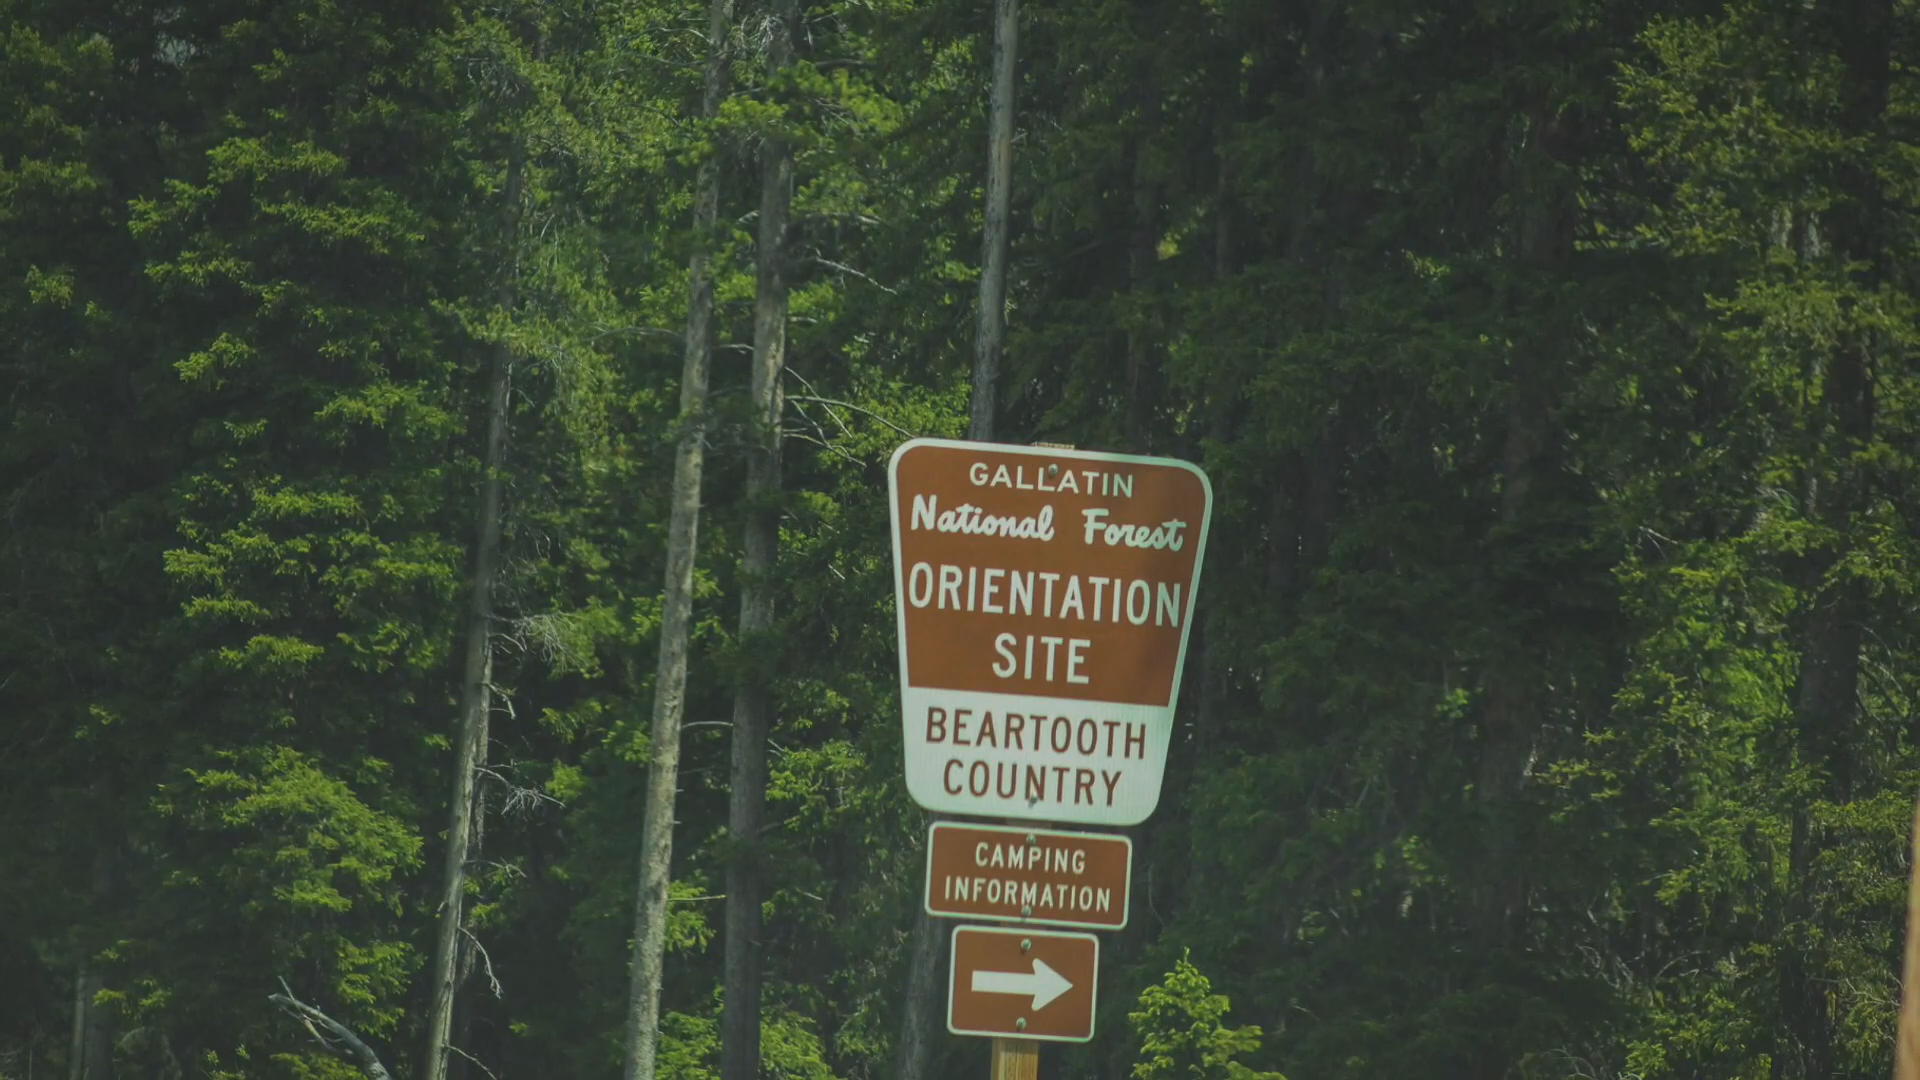 GALLATIN
National Forest
ORIENTATION
SITE
BEARTOOTH
COUNTRY
CAMPING
INFORMATION